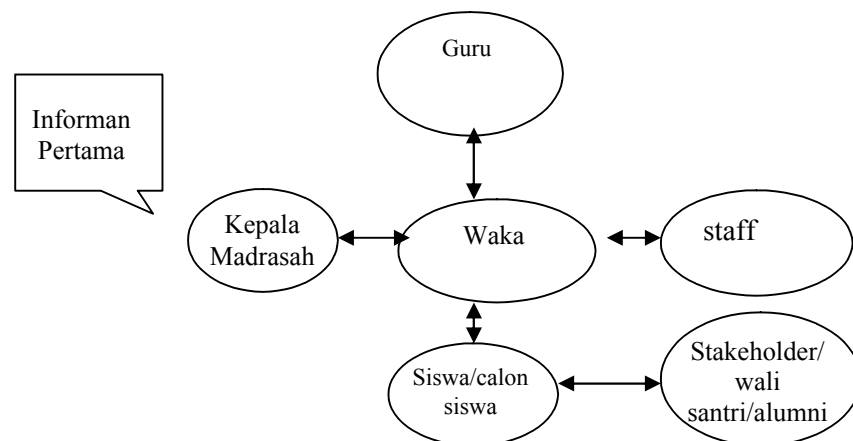 Guru
Informan
Pertama
Kepala
Madrasah
Waka
staff
Siswa/calon
siswa
Stakeholder/
wali
santri/alumni